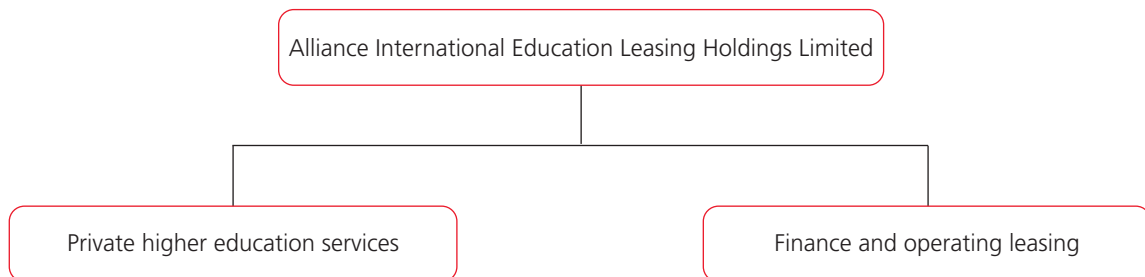 Alliance International Education Leasing Holdings Limited
Private higher education services
Finance and operating leasing